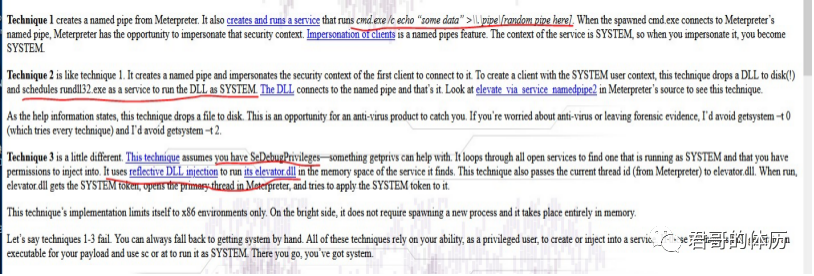 Technique 1 creates a named pipe from Meterpreter. It also creates and runs a service that runs cmd.exe /c echo “some data” >\\.\pipe\[random pipe here]. When the spawned cmd.exe connects to Meterpreter’s
named pipe, Meterpreter has the opportunity to impersonate that security context. Impersonation of clients is a named pipes feature. The context of the service is SYSTEM, so when you impersonate it, you become
SYSTEM.
Technique 2 is like technique 1. It creates a named pipe and impersonates the security context of the first client to connect to it. To create a client with the SYSTEM user context, this technique drops a DLL to disk(!)
and schedules rundll32.exe as a service to run the DLL as SYSTEM. The DLL connects to the named pipe and that’s it. Look at elevate_via_service_namedpipe2 in Meterpreter’s source to see this technique.
As the help information states, this technique drops a file to disk. This is an opportunity for an anti-virus product to catch you. If you’re worried about anti-virus or leaving forensic evidence, I’d avoid getsystem –t 0
(which tries every technique) and I’d avoid getsystem –t 2.
Technique 3 is a little different. This technique assumes you have SeDebugPrivileges—something getprivs can help with. It loops through all open services to find one that is running as SYSTEM and that you have
permissions to inject into. It uses reflective DLL injection to run its elevator.dll in the memory space of the service it finds. This technique also passes the current thread id (from Meterpreter) to elevator.dll. When run,
elevator.dll gets the SYSTEM token, opens the primary thread in Meterpreter, and tries to apply the SYSTEM token to it.
This technique’s implementation limits itself to x86 environments only. On the bright side, it does not require spawning a new process and it takes place entirely in memory.
Let’s say techniques 1-3 fail. You can always fall back to getting system by hand. All of these techniques rely on your ability, as a privileged user, to create or inject into a servic
executable for your payload and use sc or at to run it as SYSTEM. There you go, you’ve got system.
君哥的体历